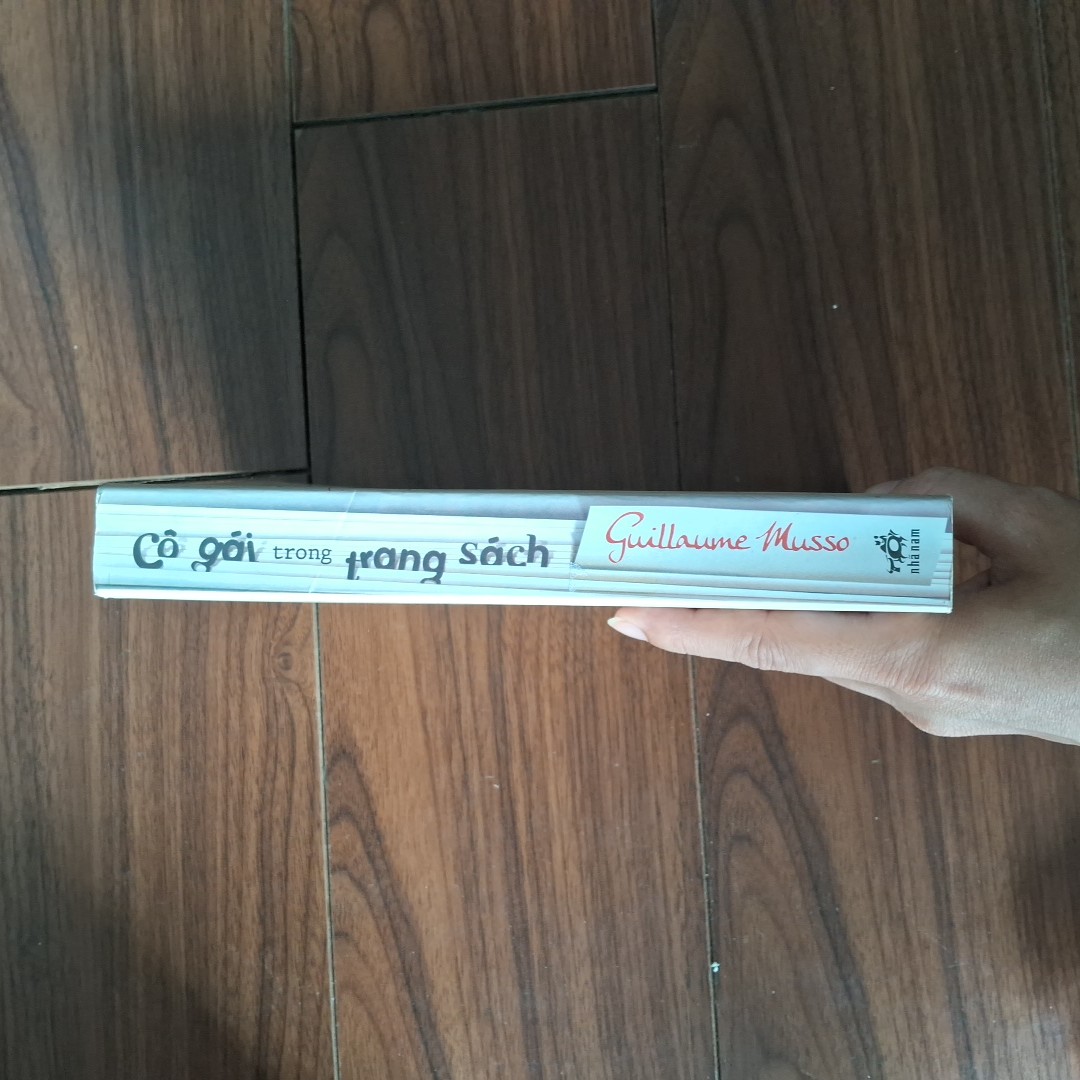 Cô gái trong trang sách
Guillaume Musso
nhã nam